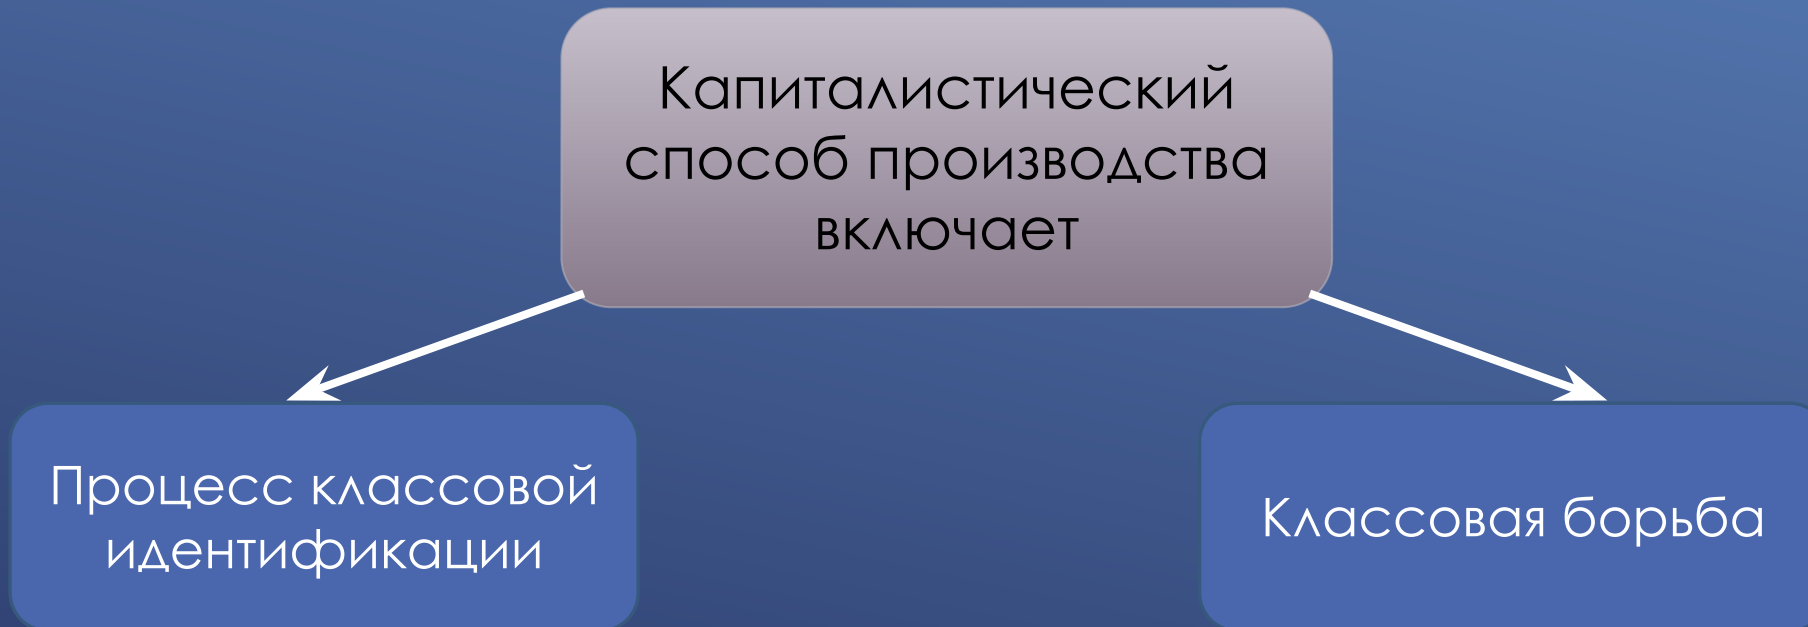 Капиталистический
способ производства
включает
Процесс классовой
идентификации
Классовая борьба